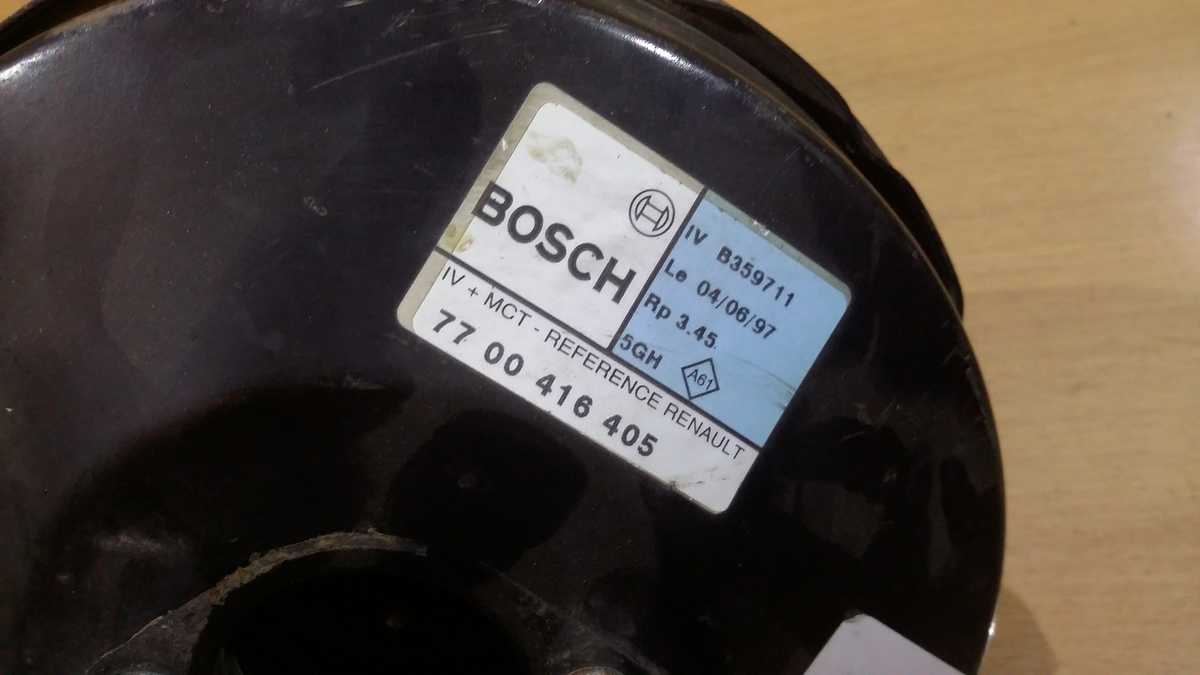 BOSCH
IV B359711
Le 04/06/97
Rp 3.45.
5GH A61
IV + MCT - REFERENCE RENAULT
77 00 416 405